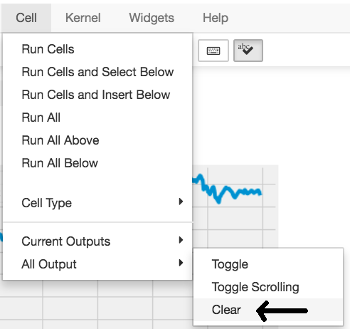 Cell Kernel Widgets Help
abc
Run Cells
Run Cells and Select Below
Run Cells and Insert Below
Run All
Run All Above
Run All Below
Cell Type
Current Outputs
All Output
Toggle
Toggle Scrolling
Clear